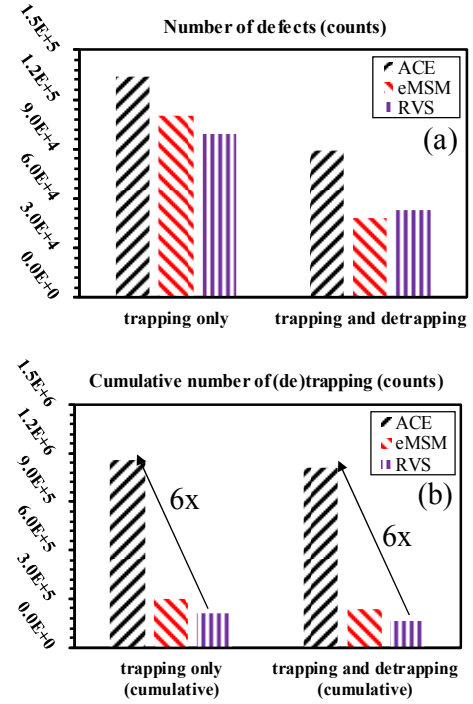 Number of defects (counts)
1.5E+5
1.2E+5
9.0E+4
6.0E+4
3.0E+4
0.0E+0
ACE
eMSM
RVS
(a)
trapping only
trapping and detrapping
Cumulative number of (de)trapping (counts)
1.5E+6
1.2E+6
9.0E+5
6.0E+5
3.0E+5
0.0E+0
ACE
eMSM
RVS
(b)
6x
6x
trapping only
(cumulative)
trapping and detrapping
(cumulative)